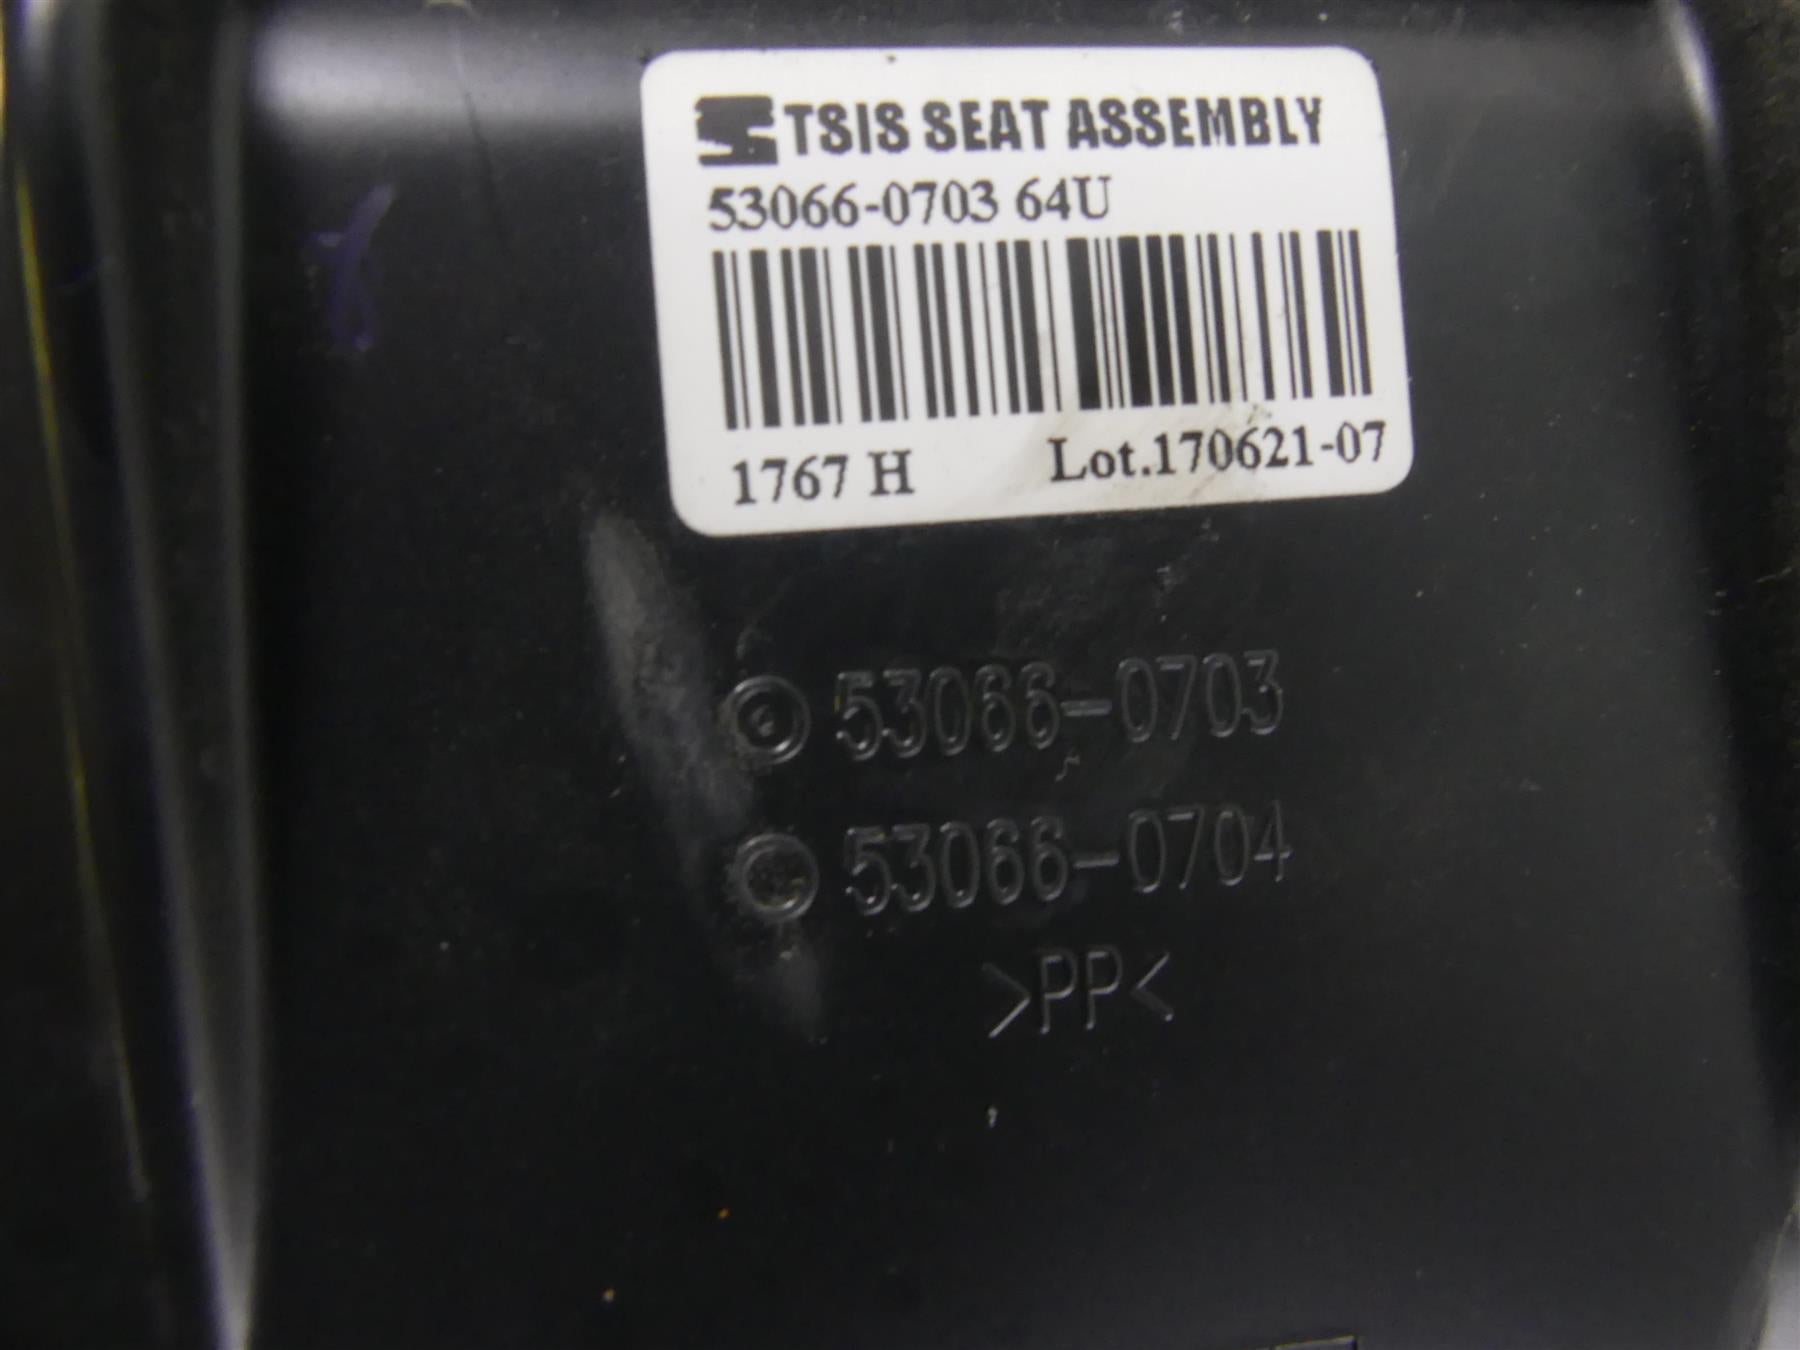 TSIS SEAT ASSEMBLY
53066-0703 64U
1767 H Lot.170621-07
53066-0703
53066-0704
>PP<